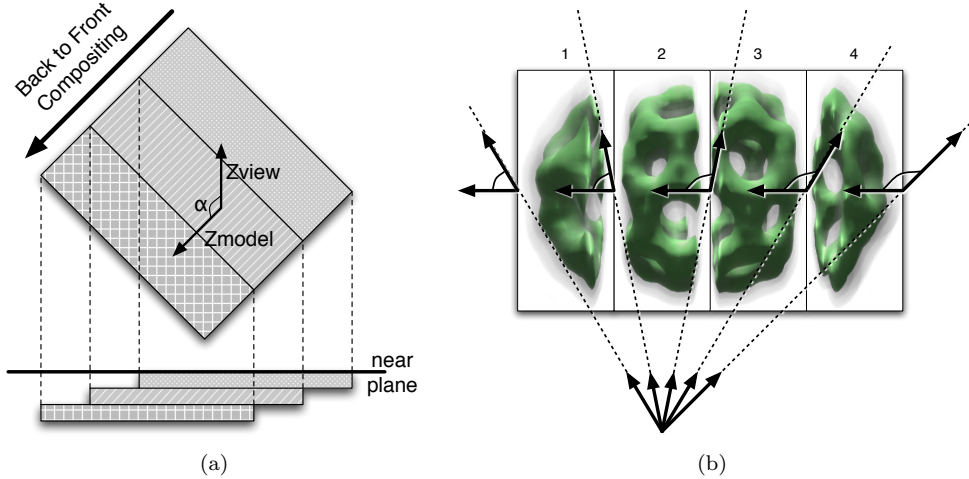 Back to Front
Compositing
Zview
α
Zmodel
near
plane
(a)
1 2 3 4
(b)